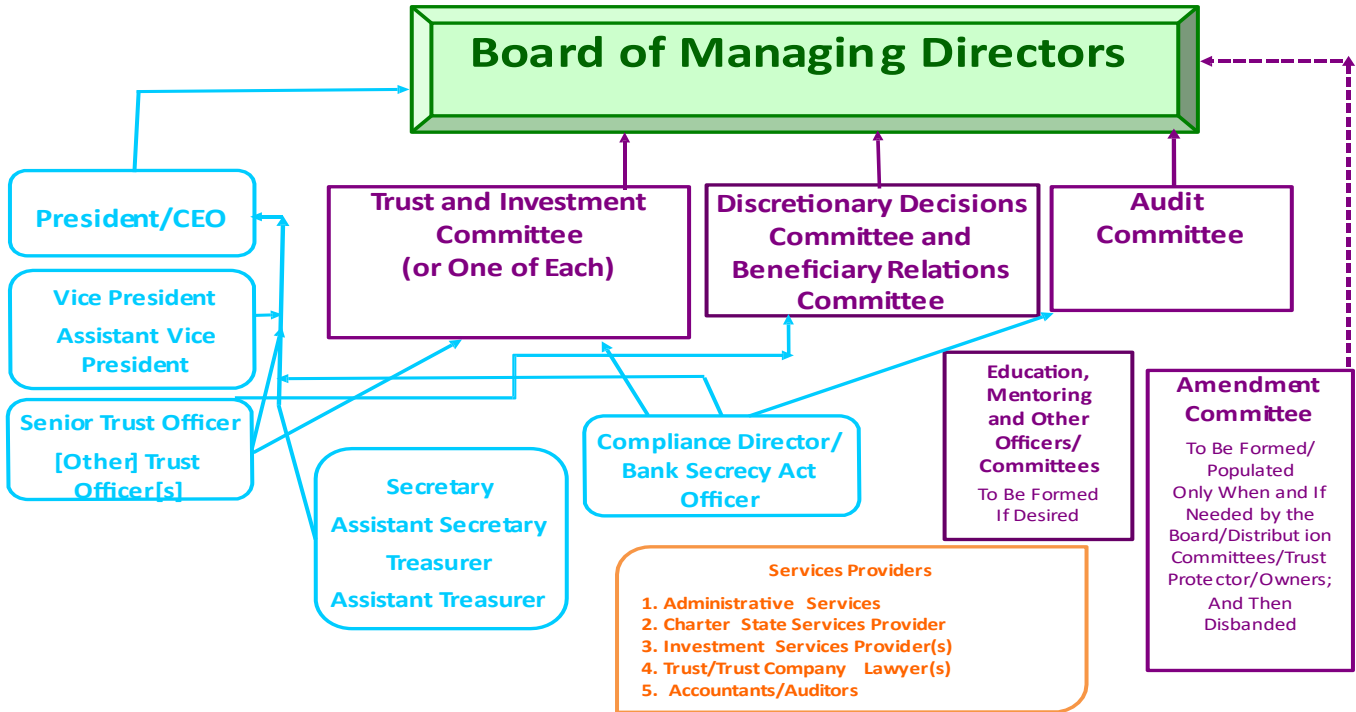 Board of Managing Directors
President/CEO
Trust and Investment
Committee
(or One of Each)
Discretionary Decisions
Committee and
Beneficiary Relations
Committee
Audit
Committee
Vice President
Assistant Vice
President
Senior Trust Officer
[Other] Trust
Officer[s]
Secretary
Assistant Secretary
Treasurer
Assistant Treasurer
Compliance Director/
Bank Secrecy Act
Officer
Education,
Mentoring
and Other
Officers/
Committees
To Be Formed
If Desired
Amendment
Committee
To Be Formed/
Populated
Only When and If
Needed by the
Board/Distribut ion
Committees/Trust
Protector/Owners;
And Then
Disbanded
Services Providers
1. Administrative Services
2. Charter State Services Provider
3. Investment Services Provider(s)
4. Trust/Trust Company Lawyer(s)
5. Accountants/Auditors